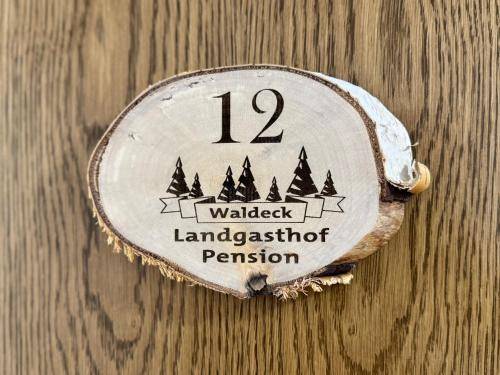 12
Waldeck
Landgasthof
Pension